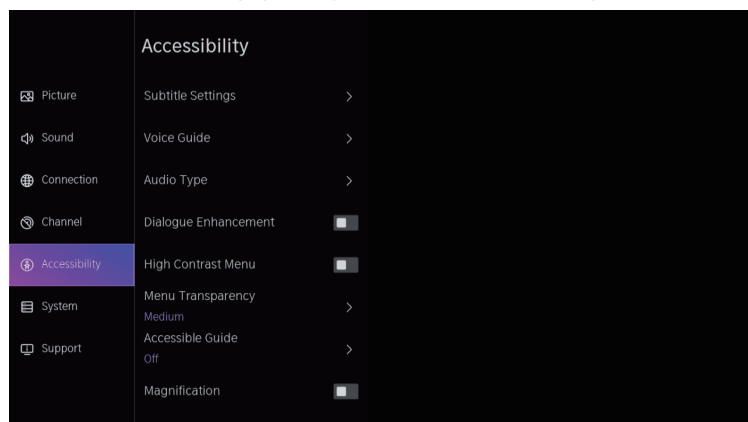 Accessibility
Picture
Sound
Connection
Channel
Accessibility
System
Support
Subtitle Settings
Voice Guide
Audio Type
Dialogue Enhancement
High Contrast Menu
Menu Transparency
Medium
Accessible Guide
Off
Magnification